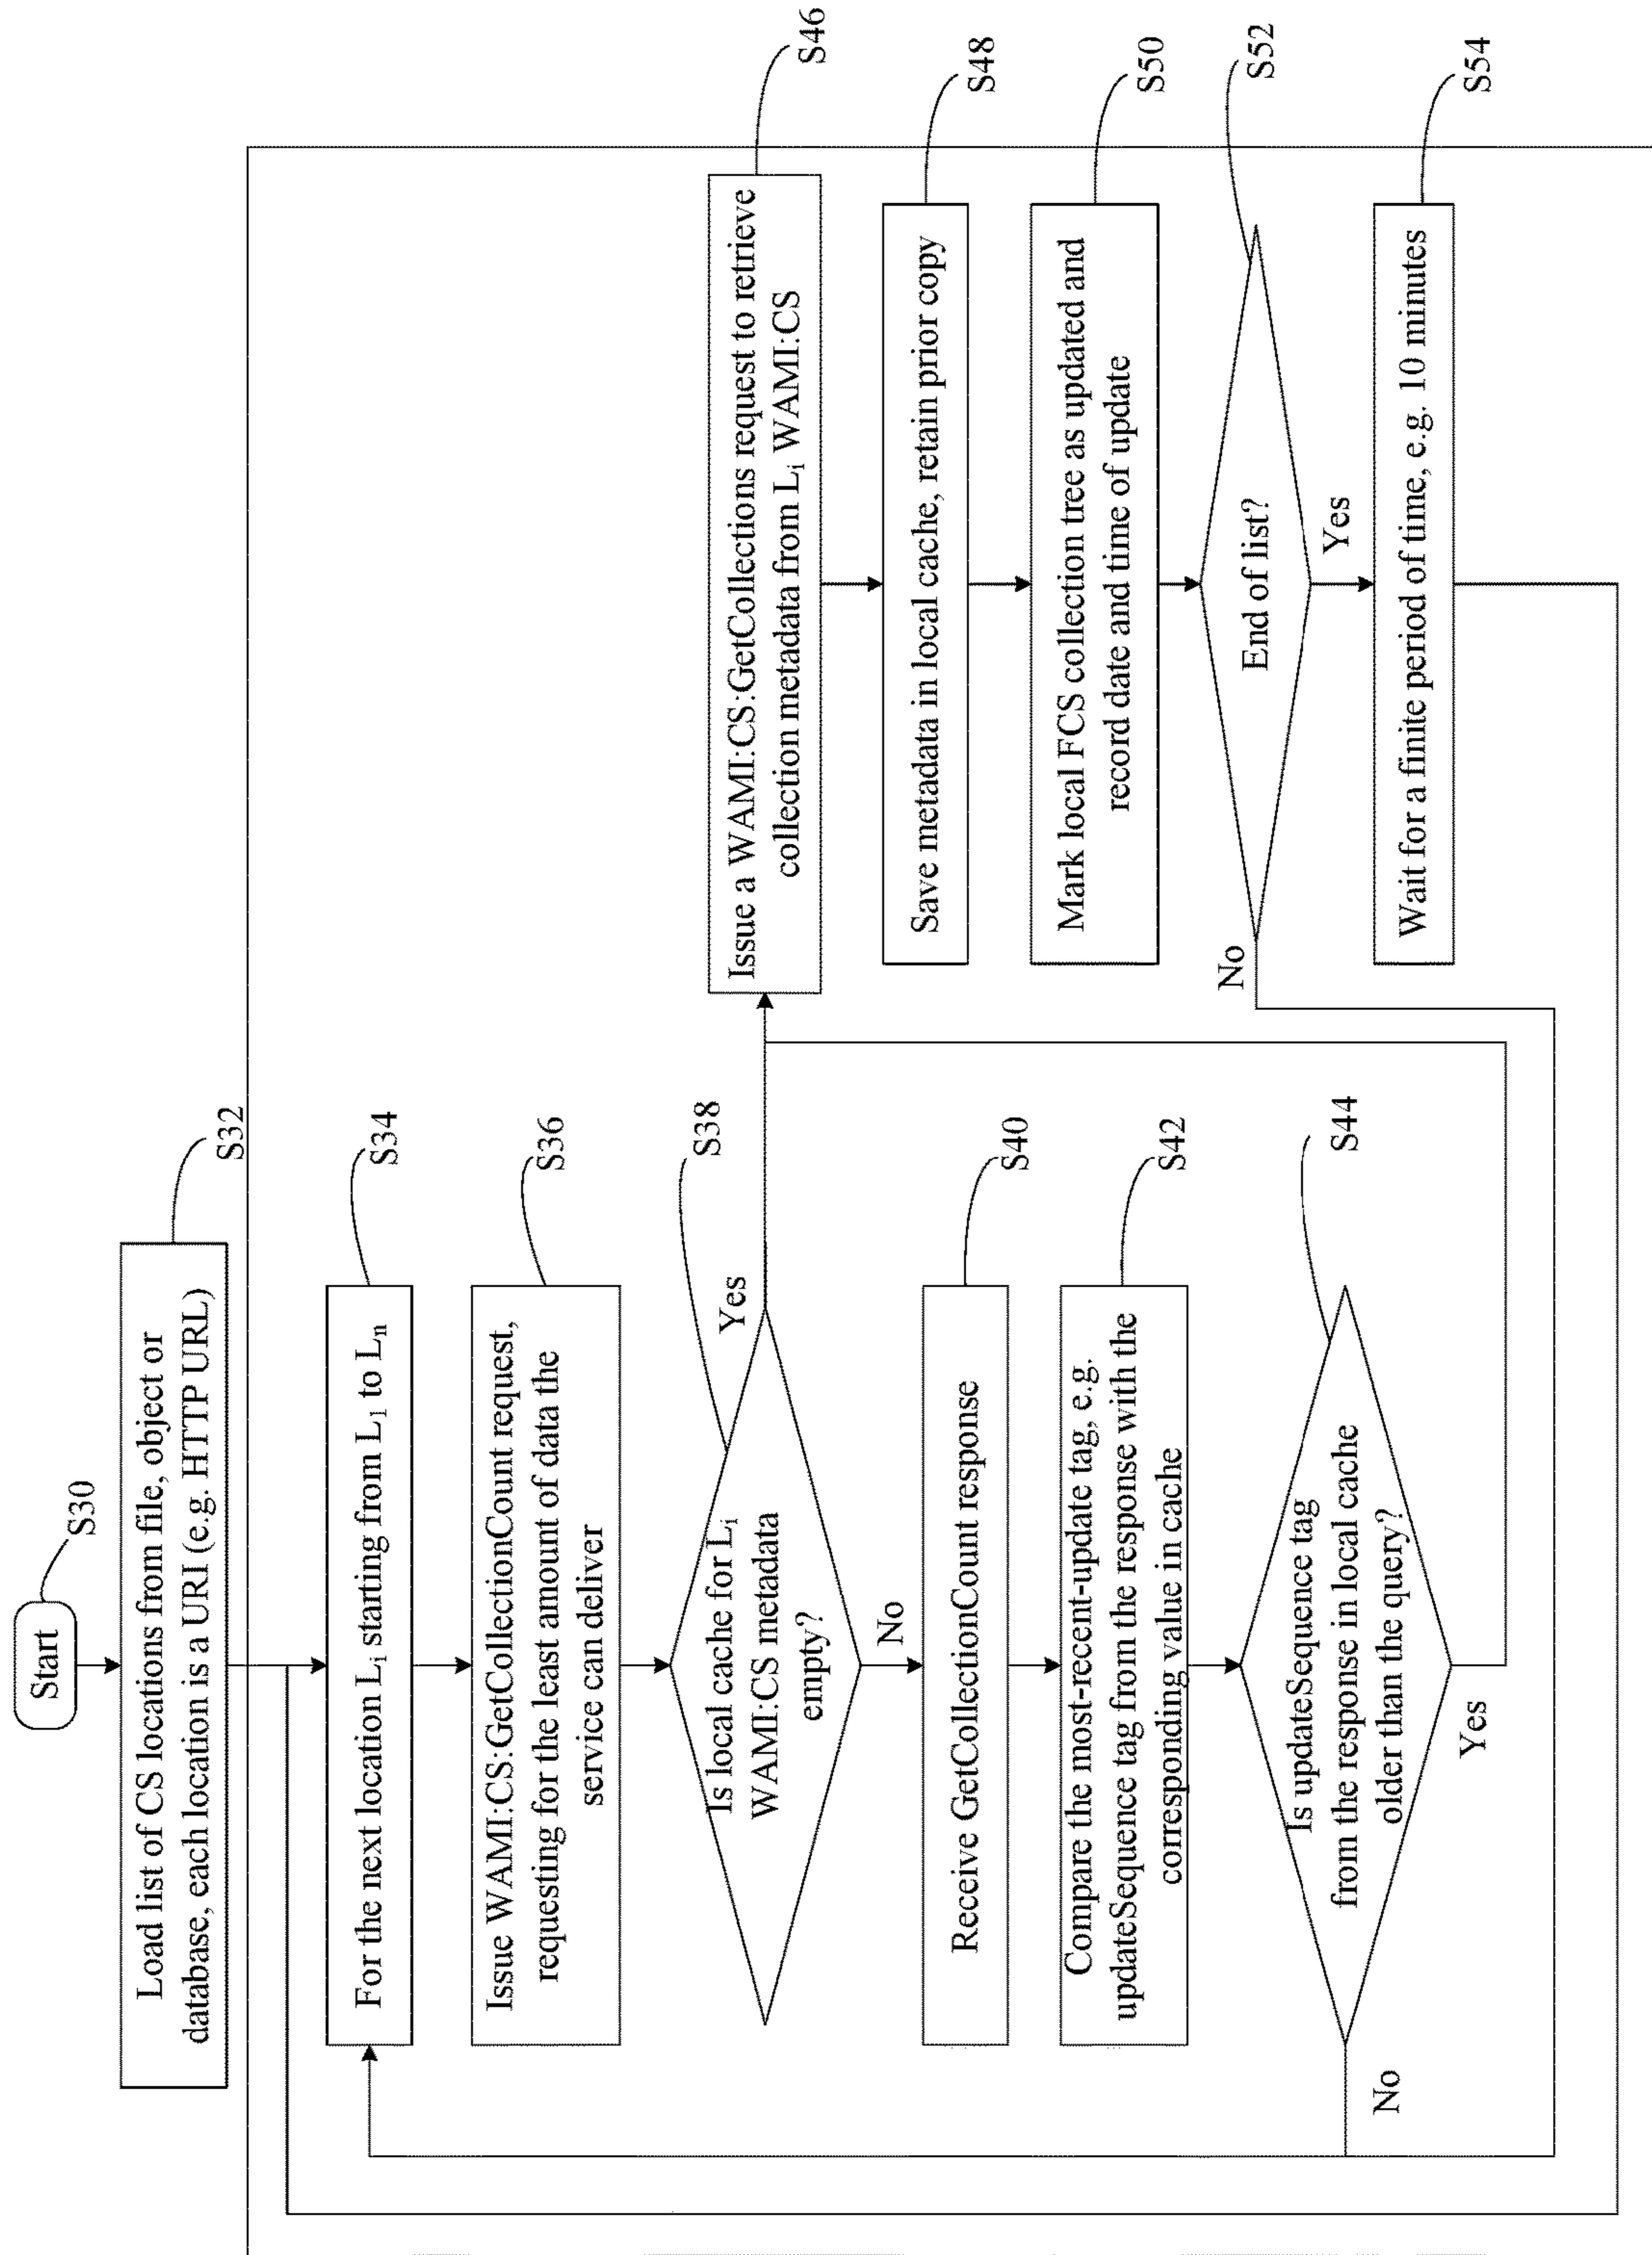 Start
S30
Load list of CS locations from file, object or
database, each location is a URI (e.g. HTTP URL)
S32
For the next location Li starting from L1 to Ln
S34
Issue WAMI:CS:GetCollectionCount request,
requesting for the least amount of data the
service can deliver
S36
Is local cache for Li
WAMI:CS metadata
empty?
S38
Yes
No
Receive GetCollectionCount response
S40
Compare the most-recent-update tag, e.g.
updateSequence tag from the response with the
corresponding value in cache
S42
Is updateSequence tag
from the response in local cache
older than the query?
S44
No
Yes
Issue a WAMI:CS:GetCollections request to retrieve
collection metadata from Li WAMI:CS
S46
Save metadata in local cache, retain prior copy
S48
Mark local FCS collection tree as updated and
record date and time of update
S50
End of list?
S52
No
Yes
Wait for a finite period of time, e.g. 10 minutes
S54